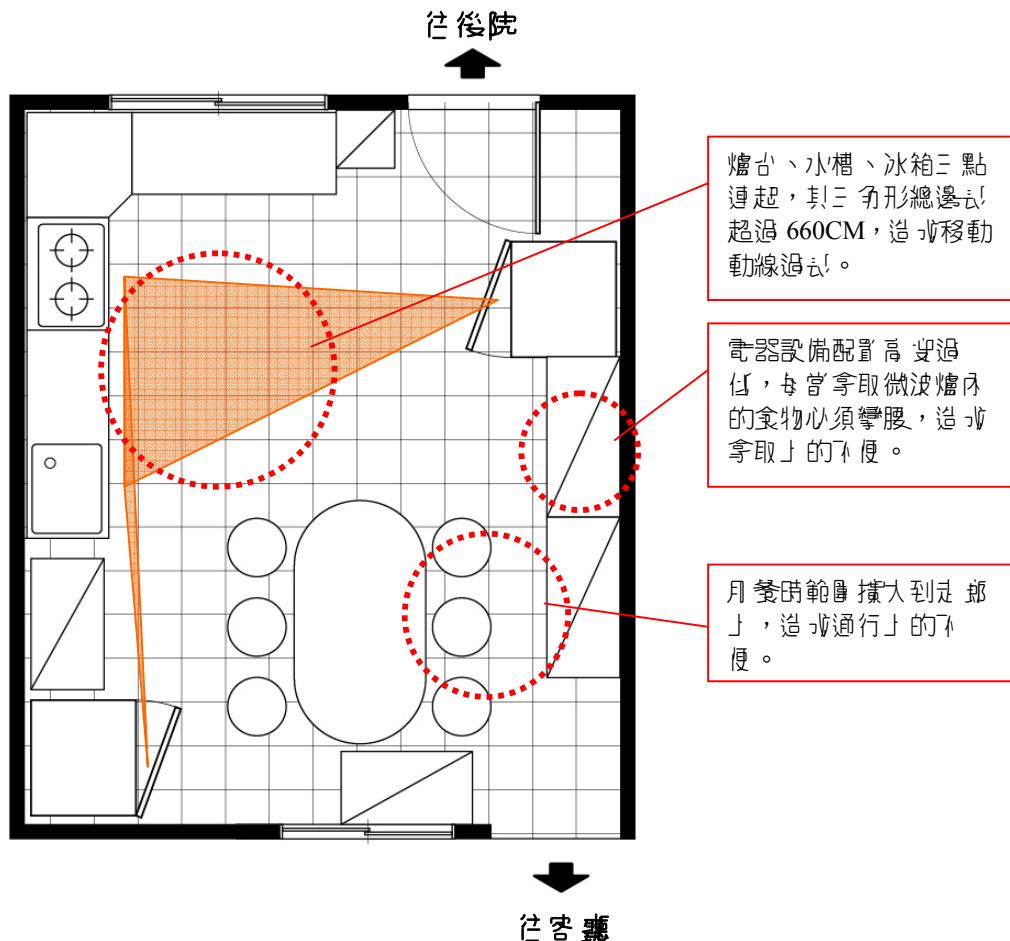 往後院
爐台、水槽、冰箱三點
連起，其三角形總邊長
超過 660CM，造成移動
動線過長。
電器設備配置高度過
低，每當拿取微波爐內
的食物必須彎腰，造成
拿取上的不便。
用餐時範圍擴大到走廊
上，造成通行上的不
便。
往客廳